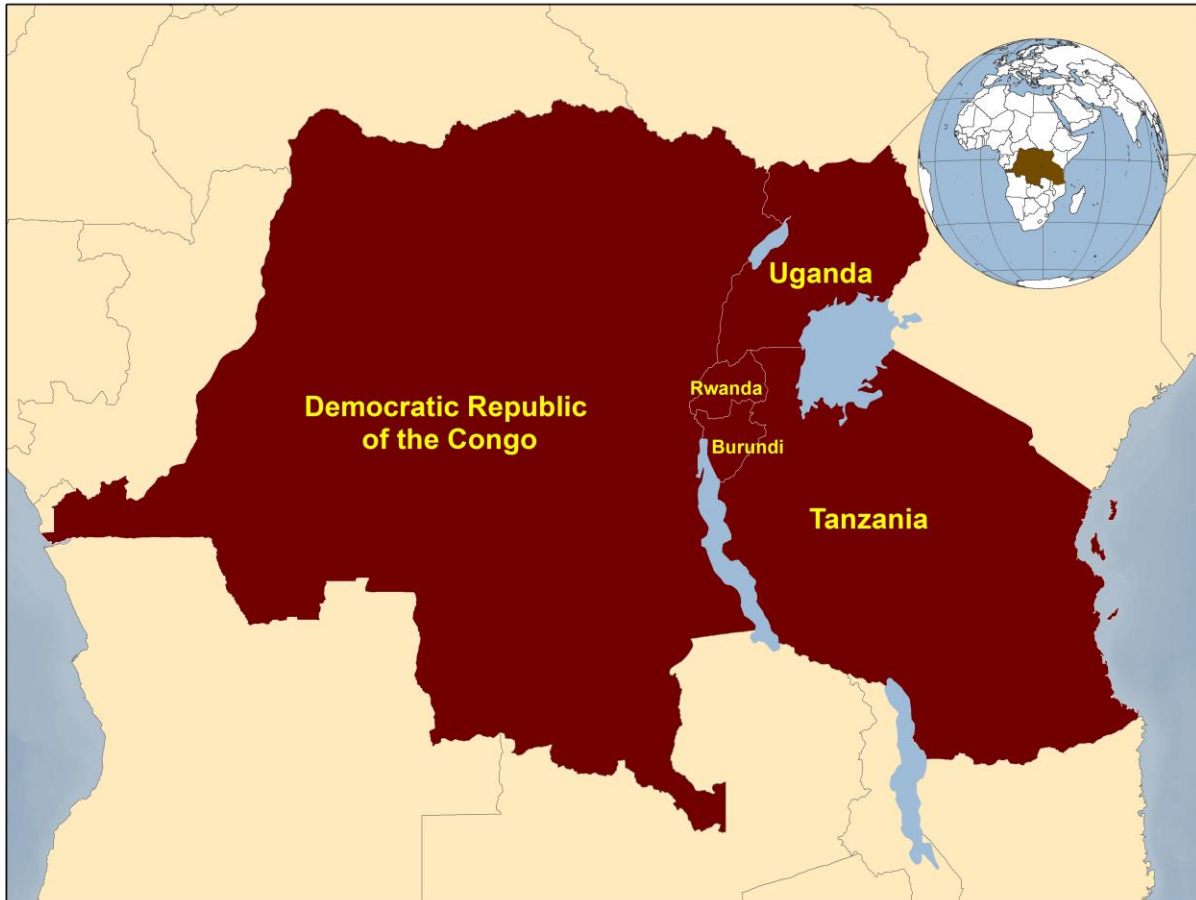 Uganda
Rwanda
Democratic Republic
of the Congo
Burundi
Tanzania